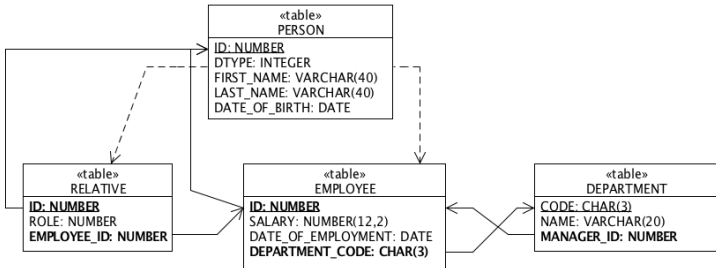 «table»
PERSON
ID: NUMBER
DTYPE: INTEGER
FIRST_NAME: VARCHAR(40)
LAST_NAME: VARCHAR(40)
DATE_OF_BIRTH: DATE
«table»
RELATIVE
ID: NUMBER
ROLE: NUMBER
EMPLOYEE_ID: NUMBER
«table»
EMPLOYEE
ID: NUMBER
SALARY: NUMBER(12,2)
DATE_OF_EMPLOYMENT: DATE
DEPARTMENT_CODE: CHAR(3)
«table»
DEPARTMENT
CODE: CHAR(3)
NAME: VARCHAR(20)
MANAGER_ID: NUMBER